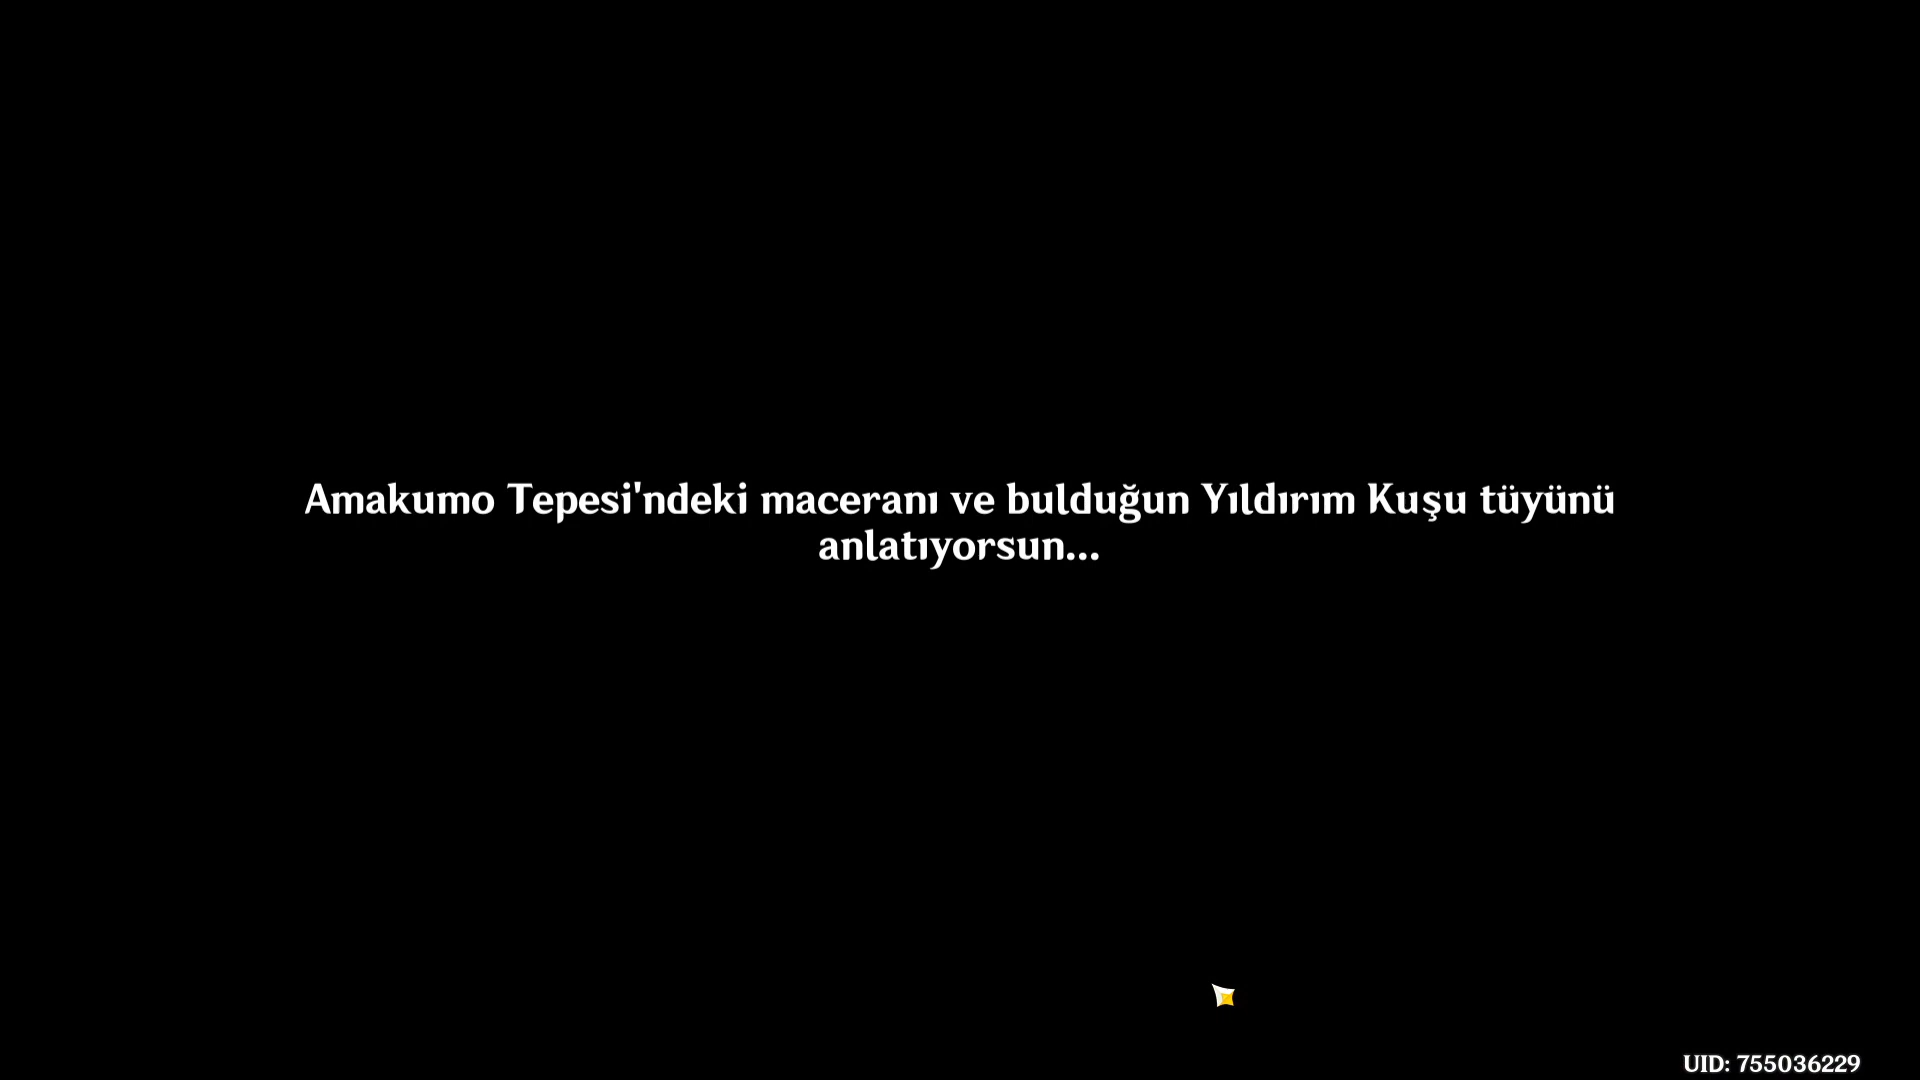 Amakumo Tepesi'ndeki maceranı ve bulduğun Yıldırım Kuşu tüyünü
anlatıyorsun...
UID: 755036229